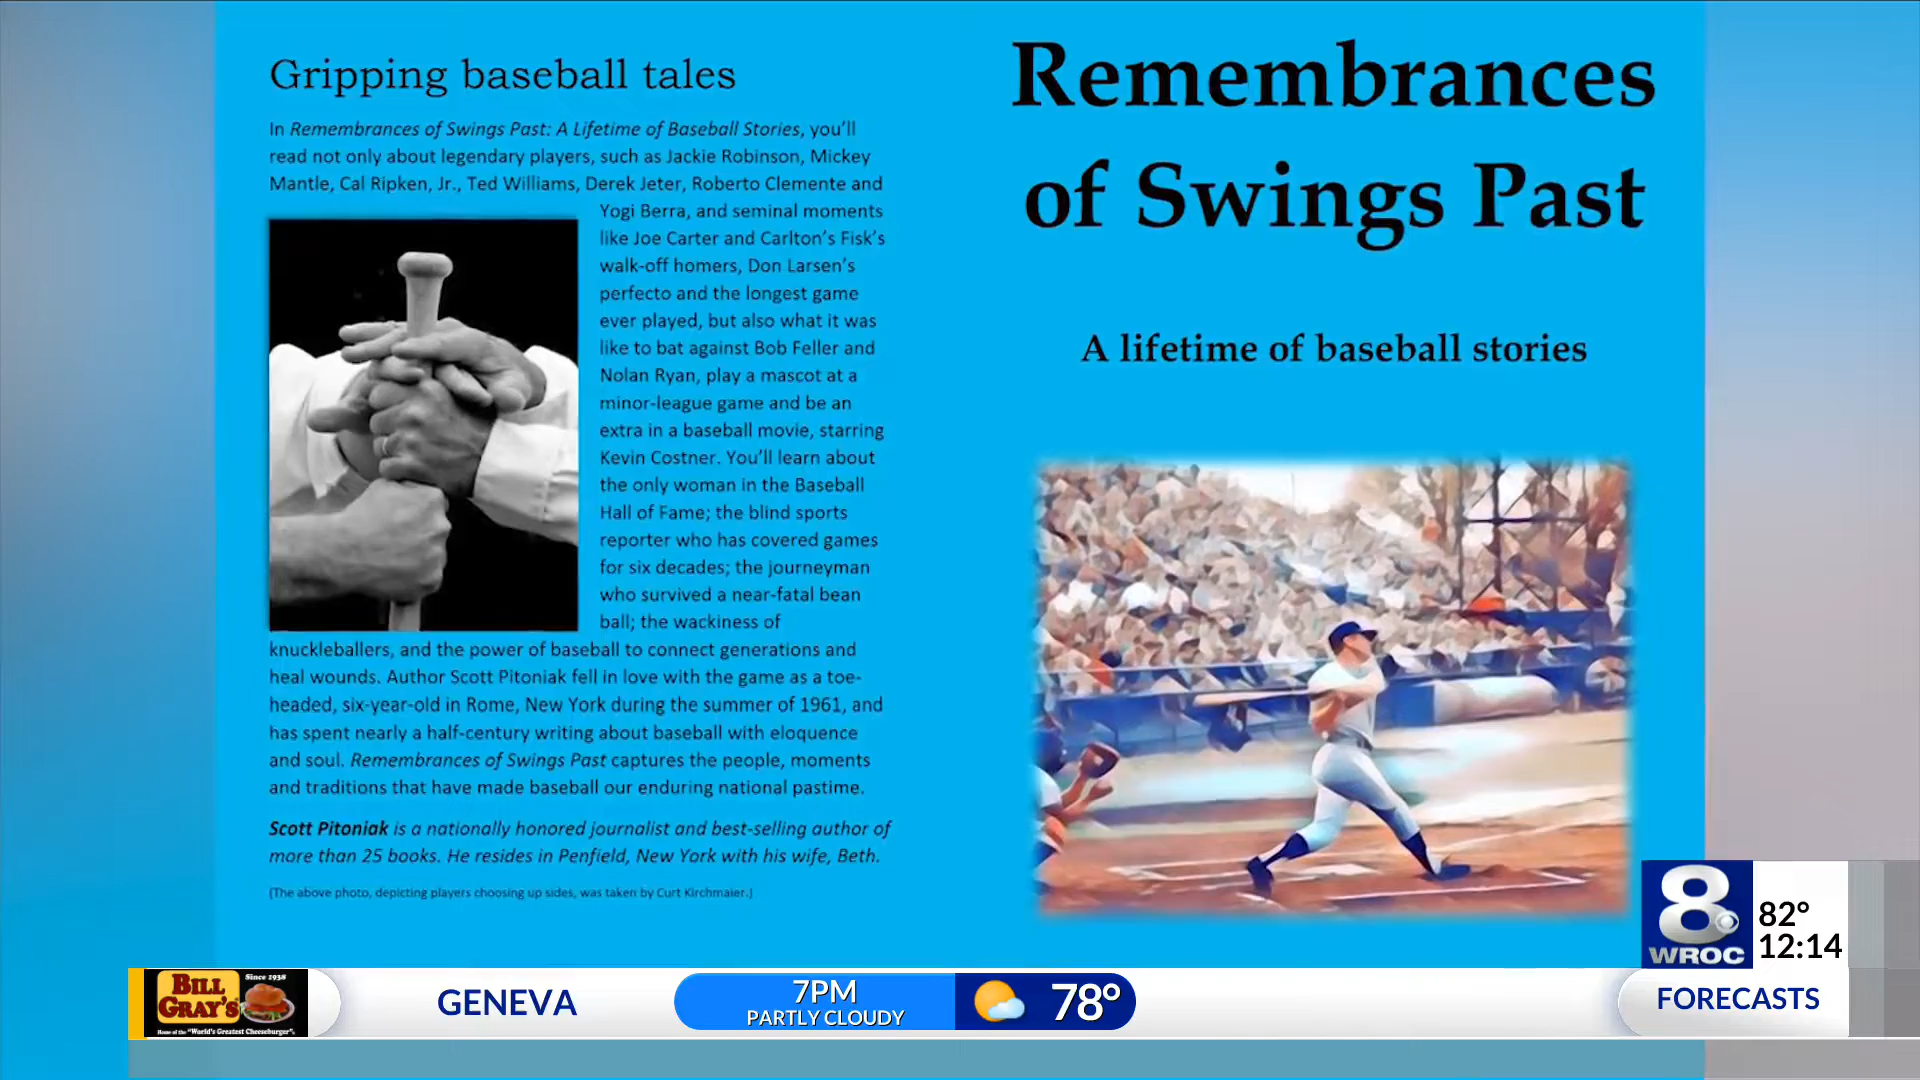 Gripping baseball tales
In Remembrances of Swings Past: A Lifetime of Baseball Stories, you'll
read not only about legendary players, such as Jackie Robinson, Mickey
Mantle, Cal Ripken, Jr., Ted Williams, Derek Jeter, Roberto Clemente and
Yogi Berra, and seminal moments
like Joe Carter and Carlton's Fisk's
walk-off homers, Don Larsen's
perfecto and the longest game
ever played, but also what it was
like to bat against Bob Feller and
Nolan Ryan, play a mascot at a
minor-league game and be an
extra in a baseball movie, starring
Kevin Costner. You'll learn about
the only woman in the Baseball
Hall of Fame; the blind sports
reporter who has covered games
for six decades; the journeyman
who survived a near-fatal bean
ball; the wackiness of
knuckleballers, and the power of baseball to connect generations and
heal wounds. Author Scott Pitoniak fell in love with the game as a toe-
headed, six-year-old in Rome, New York during the summer of 1961, and
has spent nearly a half-century writing about baseball with eloquence
and soul. Remembrances of Swings Past captures the people, moments
and traditions that have made baseball our enduring national pastime.
Scott Pitoniak is a nationally honored journalist and best-selling author of
more than 25 books. He resides in Penfield, New York with his wife, Beth.
(The above photo, depicting players choosing up sides, was taken by Curt Kirchmaier.)
Remembrances
of Swings Past
A lifetime of baseball stories
8
WROC
82°
12:14
BILL
GRAY'S
Since 1938
Home of the "World's Greatest Cheeseburger".
GENEVA
7PM
PARTLY CLOUDY
78°
FORECASTS